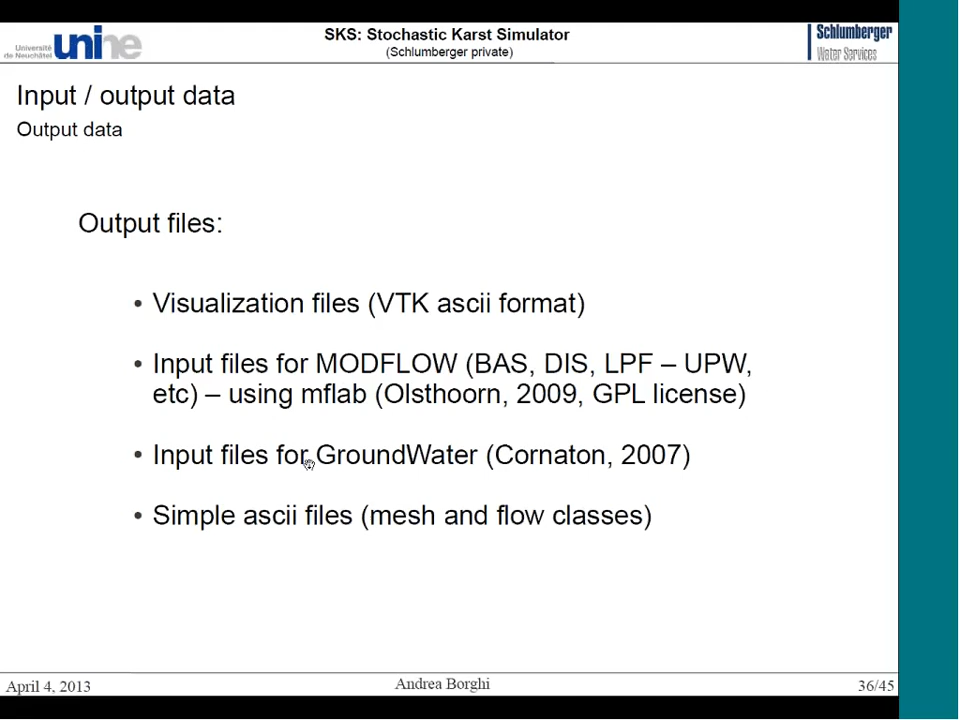 Université
de Neuchâtel
unine
SKS: Stochastic Karst Simulator
(Schlumberger private)
Schlumberger
Water Services
Input / output data
Output data
Output files:
• Visualization files (VTK ascii format)
• Input files for MODFLOW (BAS, DIS, LPF – UPW,
etc) – using mflab (Olsthoorn, 2009, GPL license)
• Input files for GroundWater (Cornaton, 2007)
• Simple ascii files (mesh and flow classes)
April 4, 2013
Andrea Borghi
36/45